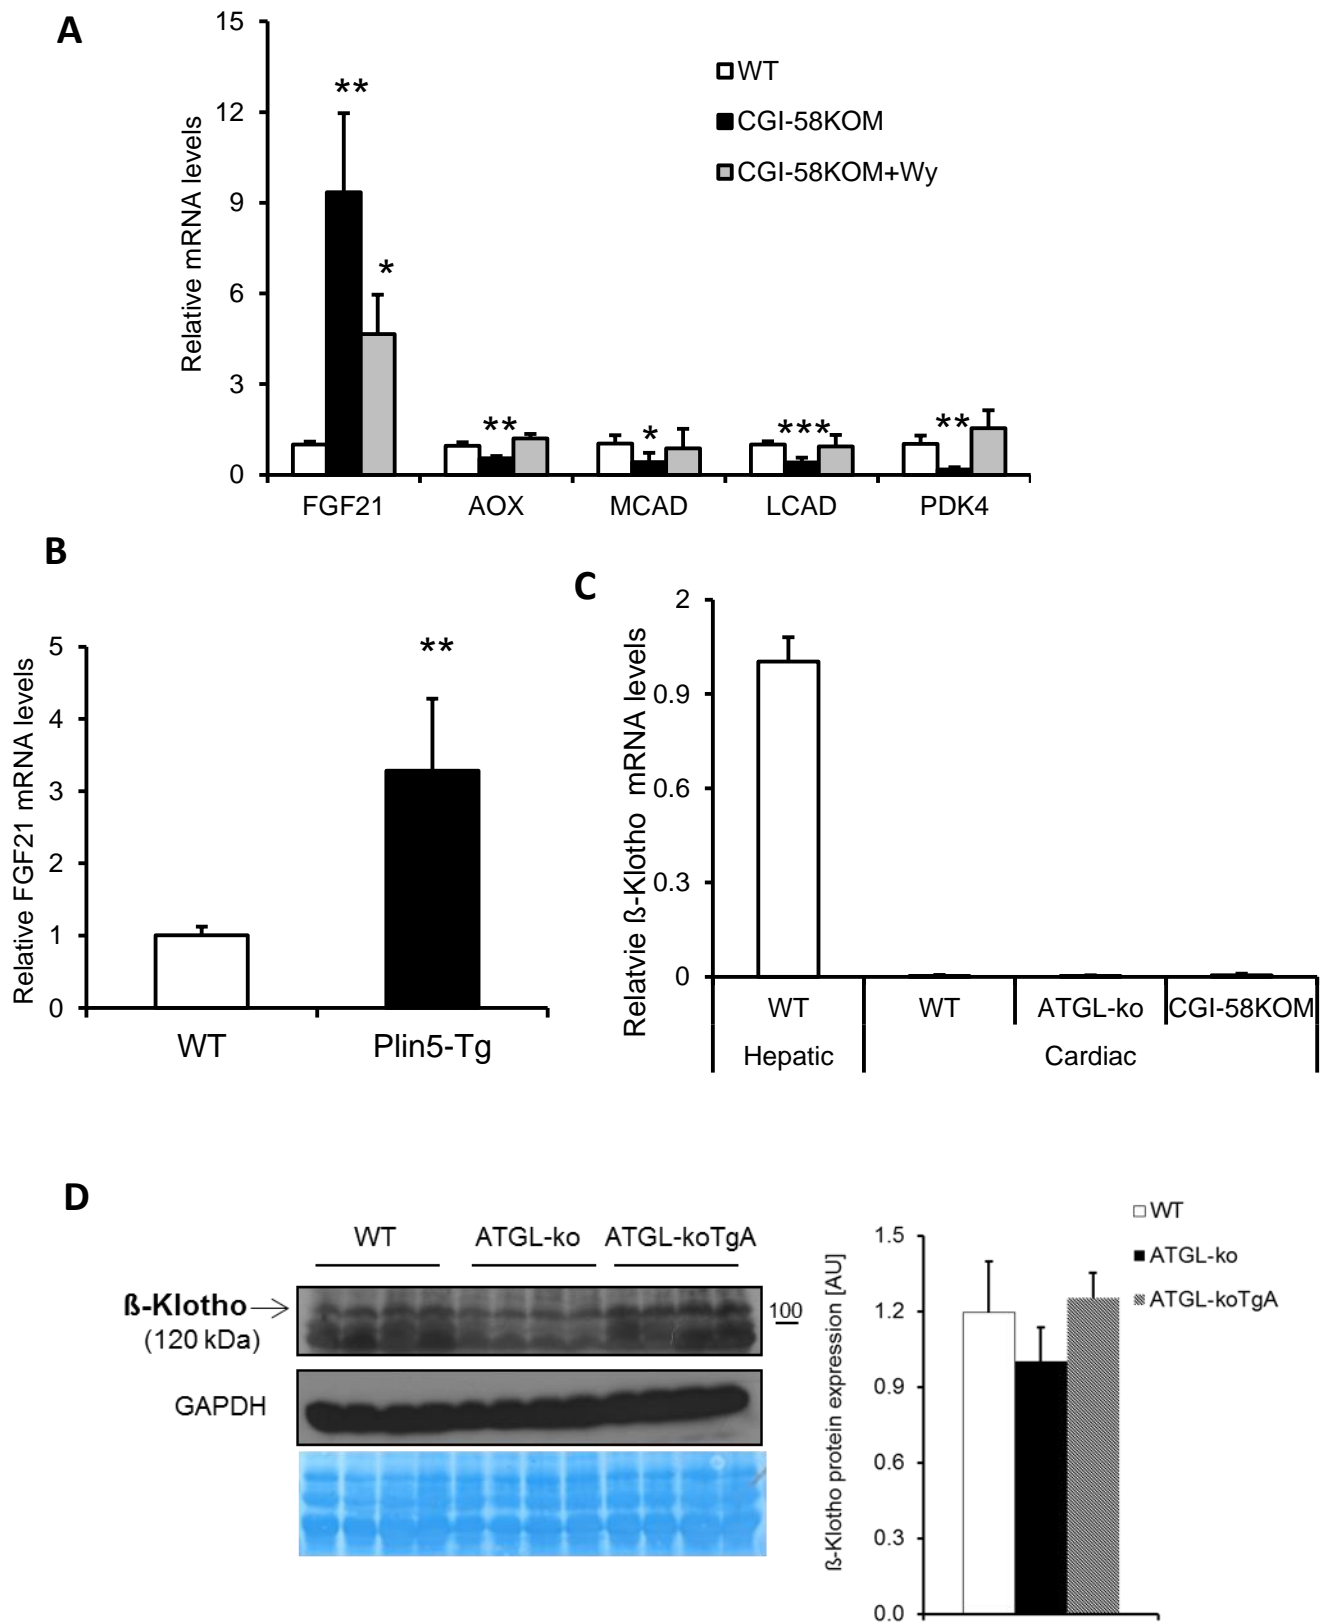 A
15
12
9
6
3
0
Relative mRNA levels
WT
CGI-58KOM
CGI-58KOM+Wy
**
*
**
*
***
**
FGF21 AOX MCAD LCAD PDK4
B
5
4
3
2
1
0
Relative FGF21 mRNA levels
**
WT Plin5-Tg
C
2
0.9
0.6
0.3
0
Relatvie ß-Klotho mRNA levels
WT WT ATGL-ko CGI-58KOM
Hepatic Cardiac
D
WT ATGL-ko ATGL-koTgA
ß-Klotho
(120 kDa)
100
GAPDH
WT
ATGL-ko
ATGL-koTgA
1.5
1.2
0.9
0.6
0.3
0.0
ß-Klotho protein expression [AU]